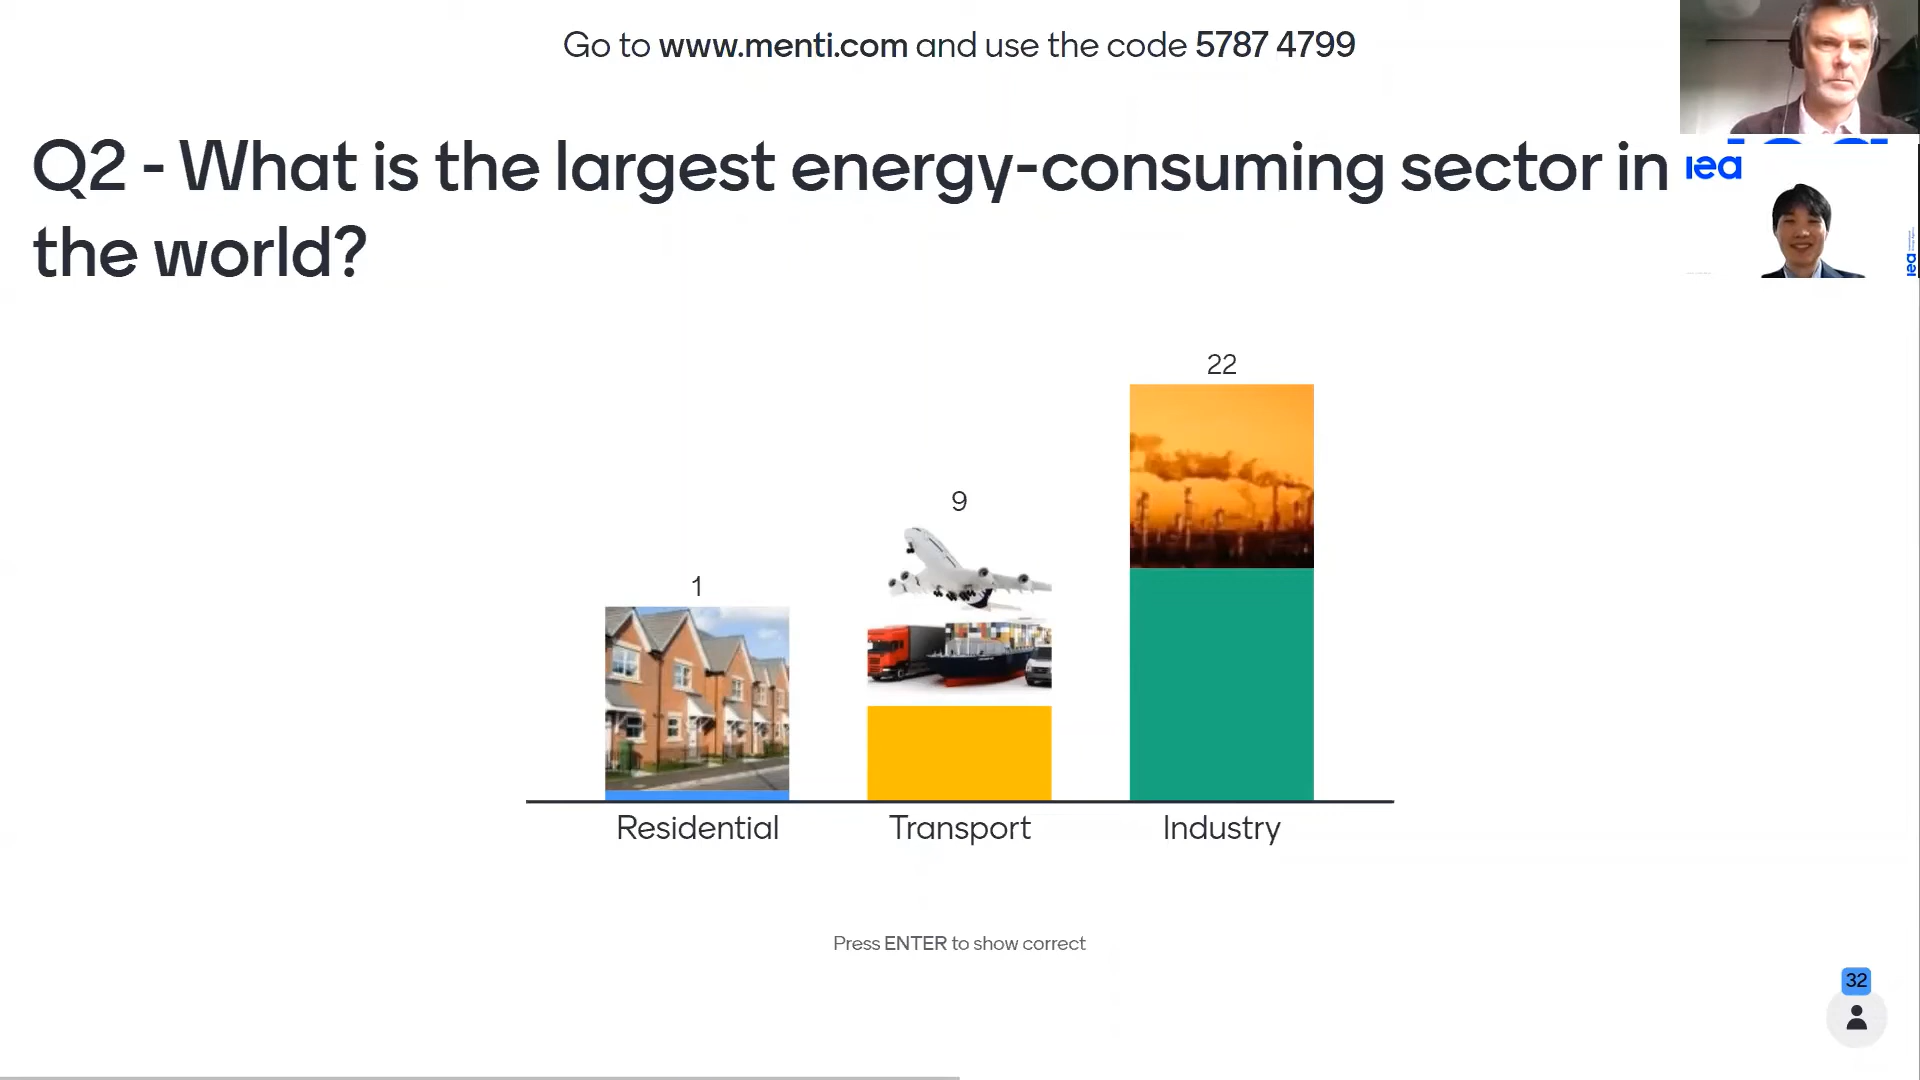 Go to www.menti.com and use the code 5787 4799
Q2 - What is the largest energy-consuming sector in
the world?
iea
iea
22
9
1
Residential
Transport
Industry
Press ENTER to show correct
32